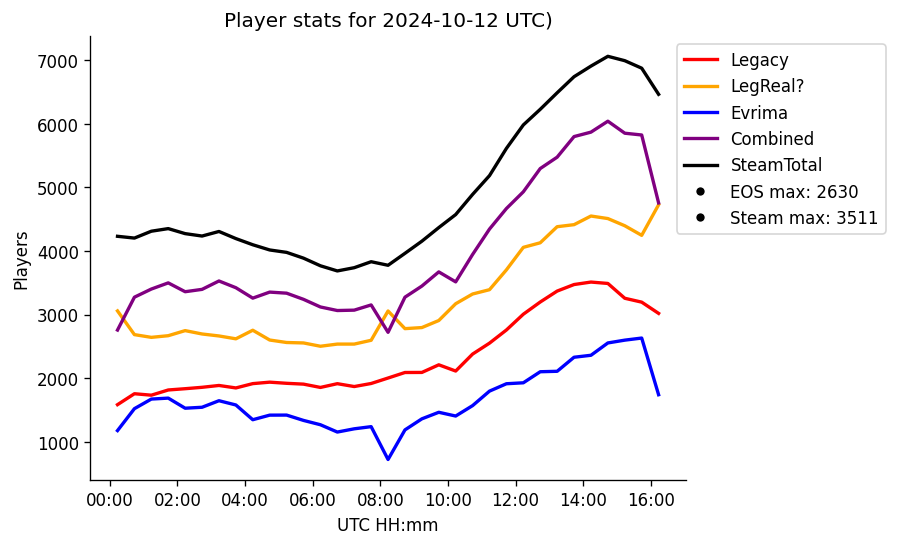 Player stats for 2024-10-12 UTC)
7000
6000
5000
4000
3000
2000
1000
Players
00:00 02:00 04:00 06:00 08:00 10:00 12:00 14:00 16:00
UTC HH:mm
Legacy
LegReal?
Evrima
Combined
SteamTotal
EOS max: 2630
Steam max: 3511